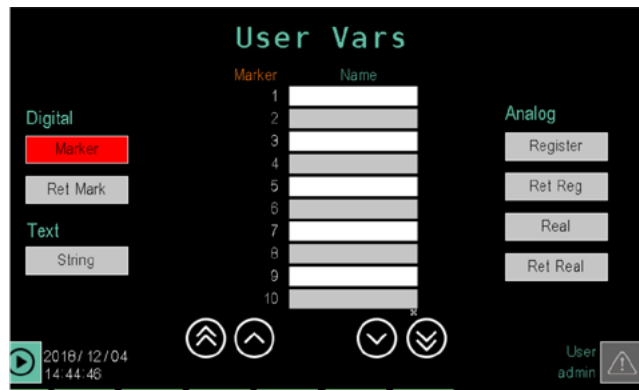 User Vars
Marker Name
1
2
3
4
5
6
7
8
9
10
Digital
Marker
Ret Mark
Text
String
Analog
Register
Ret Reg
Real
Ret Real
2018/12/04
14:44:46
User
admin